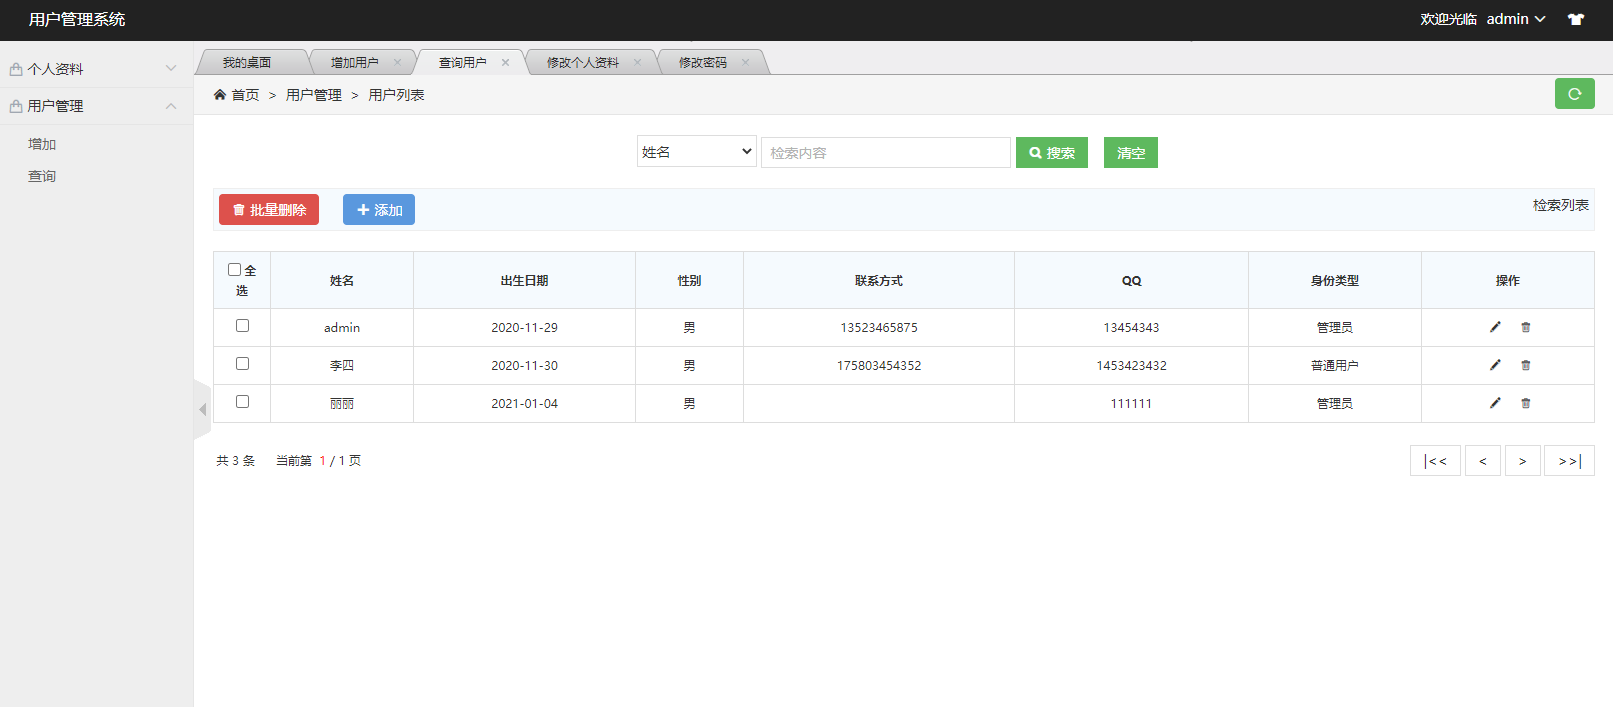 用户管理系统
欢迎光临 admin
个人资料
用户管理
增加
查询
我的桌面 增加用户 查询用户 修改个人资料 修改密码
首页 > 用户管理 > 用户列表
姓名 检索内容 搜索 清空
批量删除 添加 检索列表
全选 姓名 出生日期 性别 联系方式 QQ 身份类型 操作
admin 2020-11-29 男 13523465875 13454343 管理员
李四 2020-11-30 男 175803454352 1453423432 普通用户
丽丽 2021-01-04 男 111111 管理员
共 3 条 当前第 1 / 1 页 |<< < > >>|